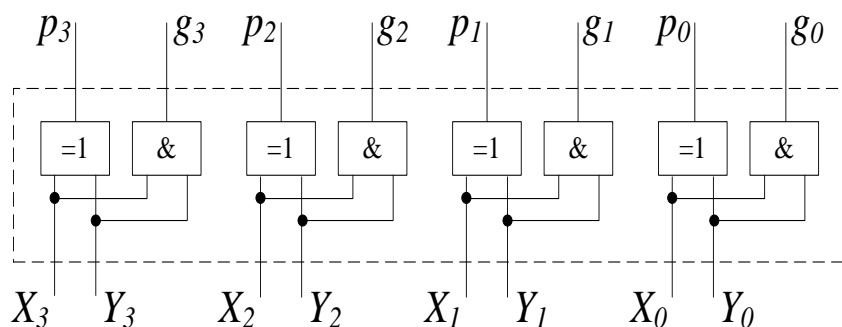 p3 g3 p2 g2 p1 g1 p0 g0
=1 & =1 & =1 & =1 &
X3 Y3 X2 Y2 X1 Y1 X0 Y0